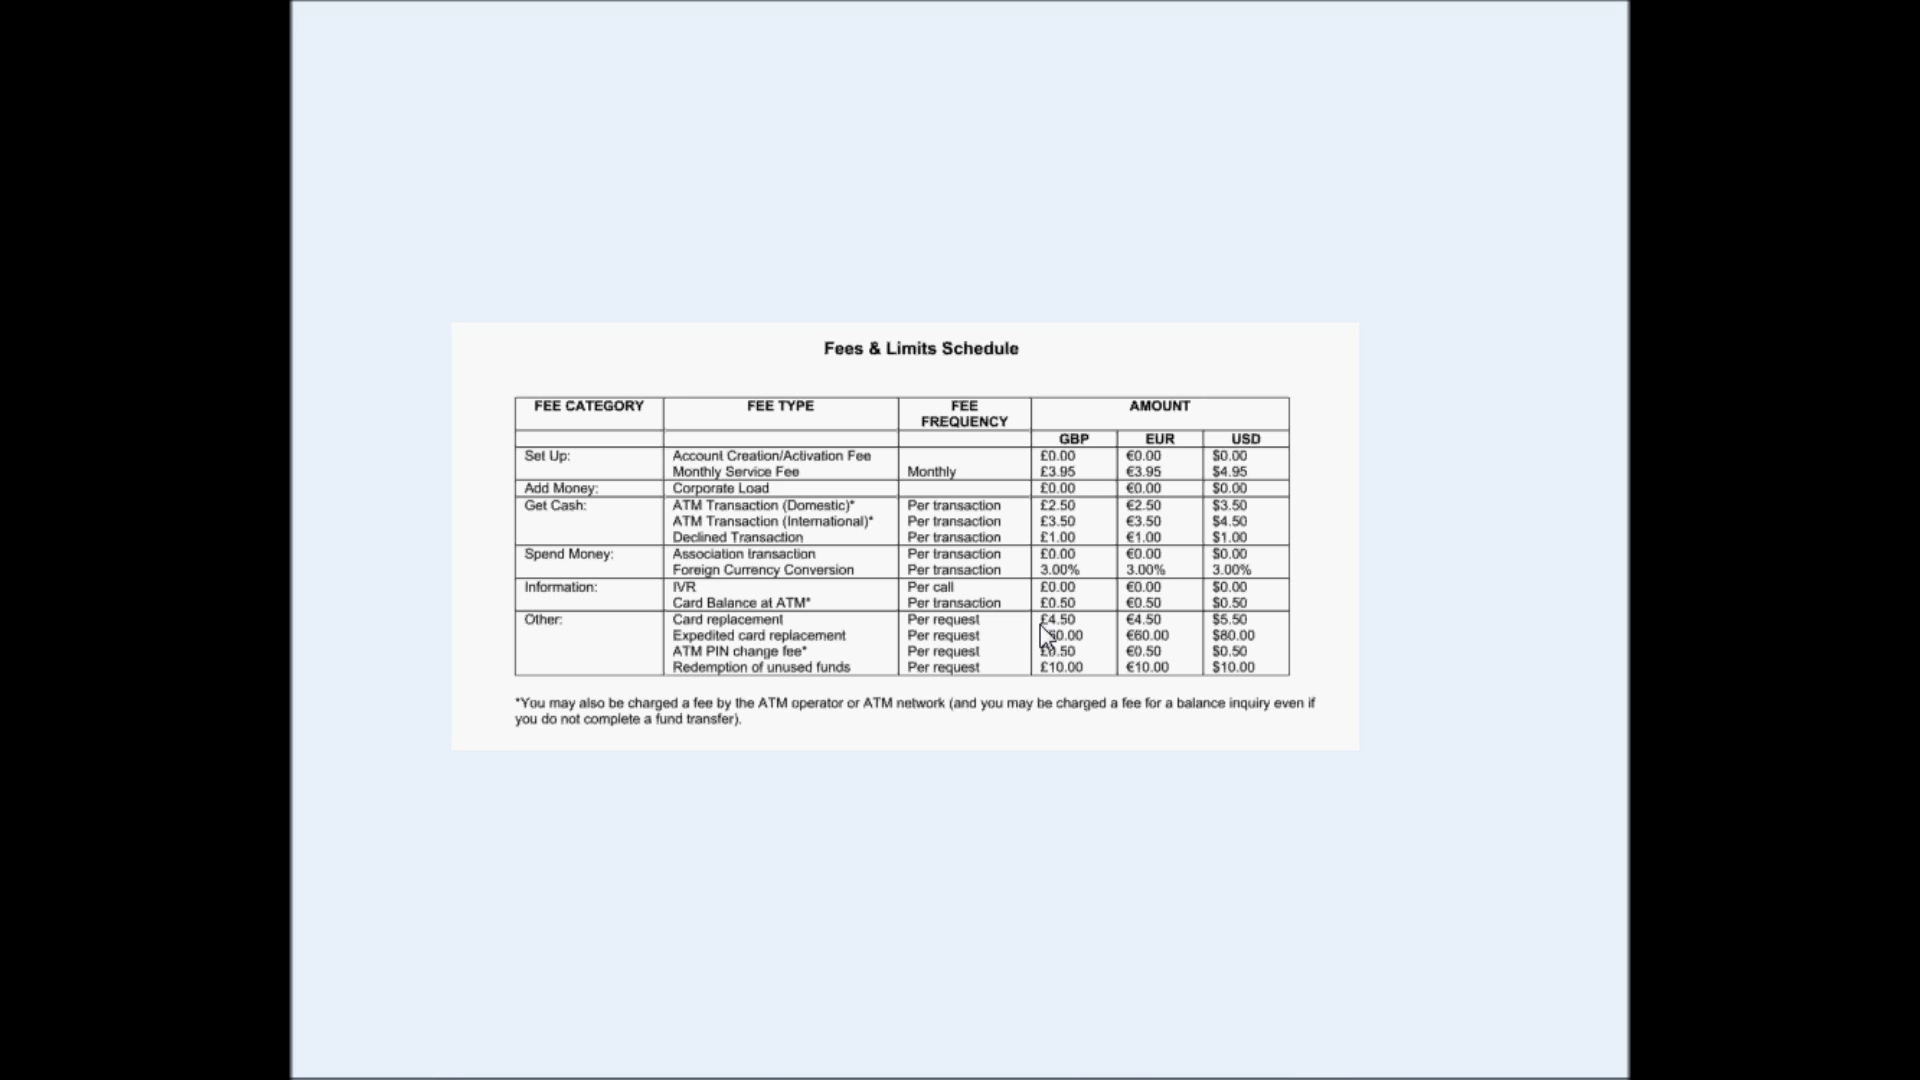 Fees & Limits Schedule
FEE CATEGORY FEE TYPE FEE FREQUENCY AMOUNT
GBP EUR USD
Set Up: Account Creation/Activation Fee £0.00 €0.00 $0.00
Monthly Service Fee Monthly £3.95 €3.95 $4.95
Add Money: Corporate Load £0.00 €0.00 $0.00
Get Cash: ATM Transaction (Domestic)* Per transaction £2.50 €2.50 $3.50
ATM Transaction (International)* Per transaction £3.50 €3.50 $4.50
Declined Transaction Per transaction £1.00 €1.00 $1.00
Spend Money: Association transaction Per transaction £0.00 €0.00 $0.00
Foreign Currency Conversion Per transaction 3.00% 3.00% 3.00%
Information: IVR Per call £0.00 €0.00 $0.00
Card Balance at ATM* Per transaction £0.50 €0.50 $0.50
Other: Card replacement Per request £4.50 €4.50 $5.50
Expedited card replacement Per request €60.00 $80.00
ATM PIN change fee* Per request £0.50 €0.50 $0.50
Redemption of unused funds Per request £10.00 €10.00 $10.00
*You may also be charged a fee by the ATM operator or ATM network (and you may be charged a fee for a balance inquiry even if
you do not complete a fund transfer).